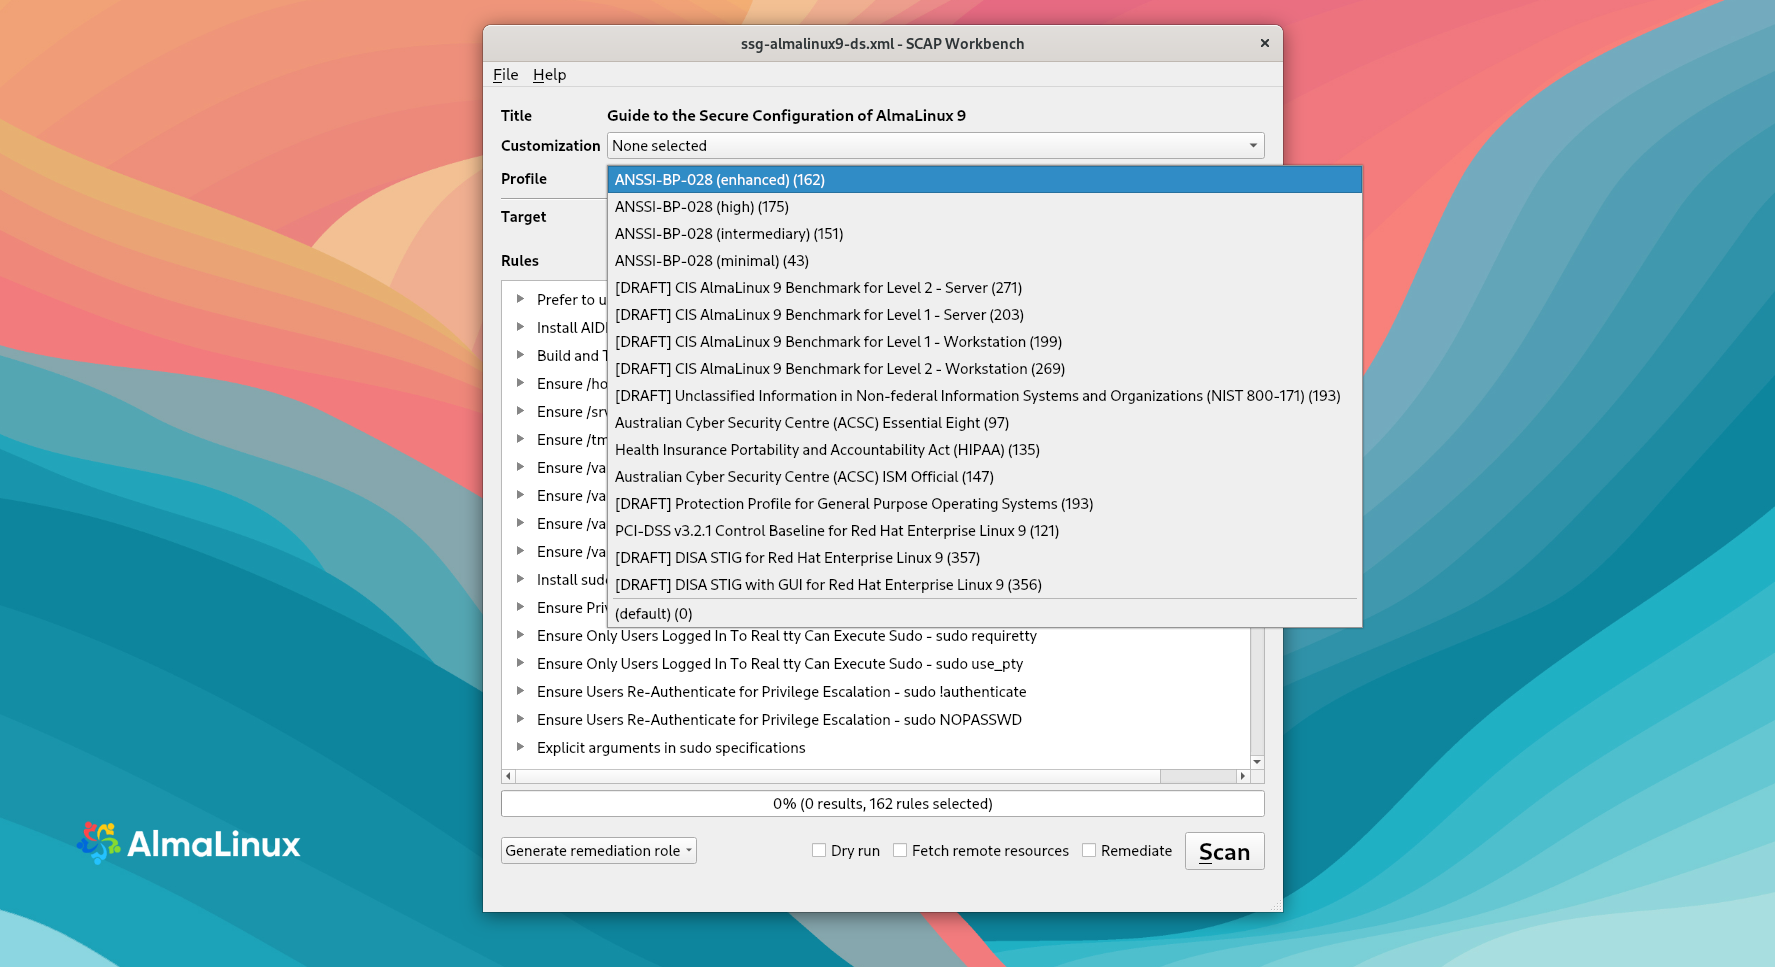 ssg-almalinux9-ds.xml - SCAP Workbench
File Help
Title Guide to the Secure Configuration of AlmaLinux 9
Customization None selected
Profile
ANSSI-BP-028 (enhanced) (162)
ANSSI-BP-028 (high) (175)
ANSSI-BP-028 (intermediary) (151)
ANSSI-BP-028 (minimal) (43)
[DRAFT] CIS AlmaLinux 9 Benchmark for Level 2 - Server (271)
[DRAFT] CIS AlmaLinux 9 Benchmark for Level 1 - Server (203)
[DRAFT] CIS AlmaLinux 9 Benchmark for Level 1 - Workstation (199)
[DRAFT] CIS AlmaLinux 9 Benchmark for Level 2 - Workstation (269)
[DRAFT] Unclassified Information in Non-federal Information Systems and Organizations (NIST 800-171) (193)
Australian Cyber Security Centre (ACSC) Essential Eight (97)
Health Insurance Portability and Accountability Act (HIPAA) (135)
Australian Cyber Security Centre (ACSC) ISM Official (147)
[DRAFT] Protection Profile for General Purpose Operating Systems (193)
PCI-DSS v3.2.1 Control Baseline for Red Hat Enterprise Linux 9 (121)
[DRAFT] DISA STIG for Red Hat Enterprise Linux 9 (357)
[DRAFT] DISA STIG with GUI for Red Hat Enterprise Linux 9 (356)
(default) (0)
Target
Rules
Prefer to u
Install AID
Build and T
Ensure /ho
Ensure /srv
Ensure /tm
Ensure /va
Ensure /va
Ensure /va
Ensure /va
Install sud
Ensure Pri
Ensure Only Users Logged In To Real tty Can Execute Sudo - sudo requiretty
Ensure Only Users Logged In To Real tty Can Execute Sudo - sudo use_pty
Ensure Users Re-Authenticate for Privilege Escalation - sudo !authenticate
Ensure Users Re-Authenticate for Privilege Escalation - sudo NOPASSWD
Explicit arguments in sudo specifications
0% (0 results, 162 rules selected)
Generate remediation role Dry run Fetch remote resources Remediate Scan
AlmaLinux